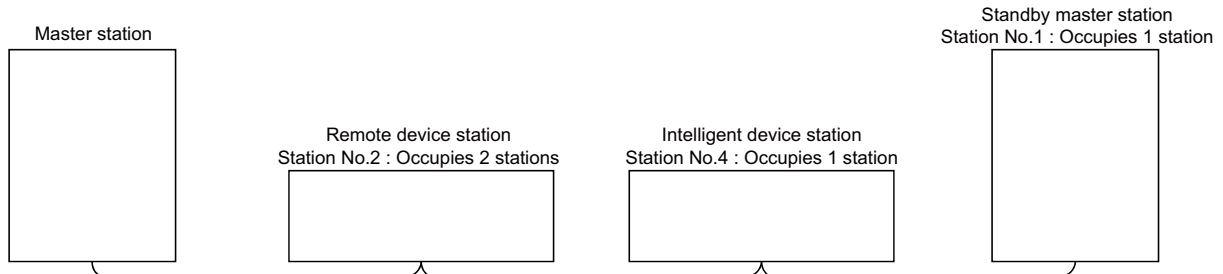 Master station
Standby master station
Station No.1 : Occupies 1 station
Remote device station
Station No.2 : Occupies 2 stations
Intelligent device station
Station No.4 : Occupies 1 station